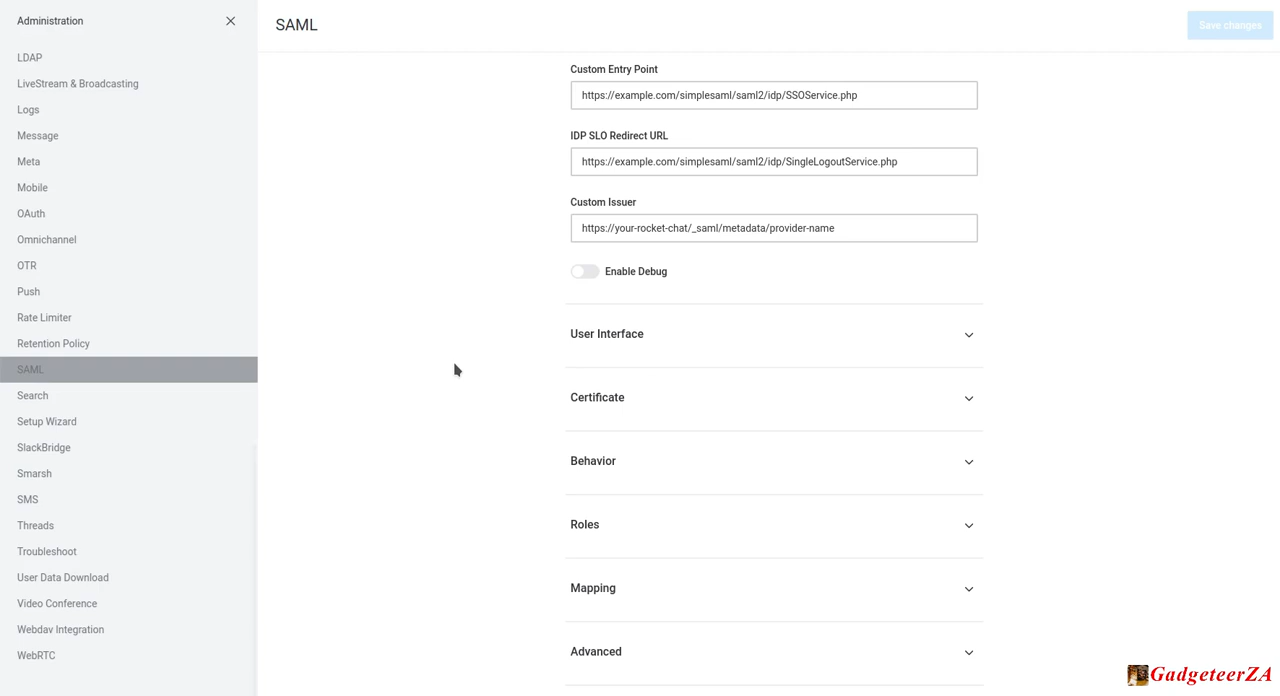 Administration
LDAP
LiveStream & Broadcasting
Logs
Message
Meta
Mobile
OAuth
Omnichannel
OTR
Push
Rate Limiter
Retention Policy
SAML
Search
Setup Wizard
SlackBridge
Smarsh
SMS
Threads
Troubleshoot
User Data Download
Video Conference
Webdav Integration
WebRTC
SAML
Save changes
Custom Entry Point
https://example.com/simplesaml/saml2/idp/SSOService.php
IDP SLO Redirect URL
https://example.com/simplesaml/saml2/idp/SingleLogoutService.php
Custom Issuer
https://your-rocket-chat/_saml/metadata/provider-name
Enable Debug
User Interface
Certificate
Behavior
Roles
Mapping
Advanced
GadgeteerZA